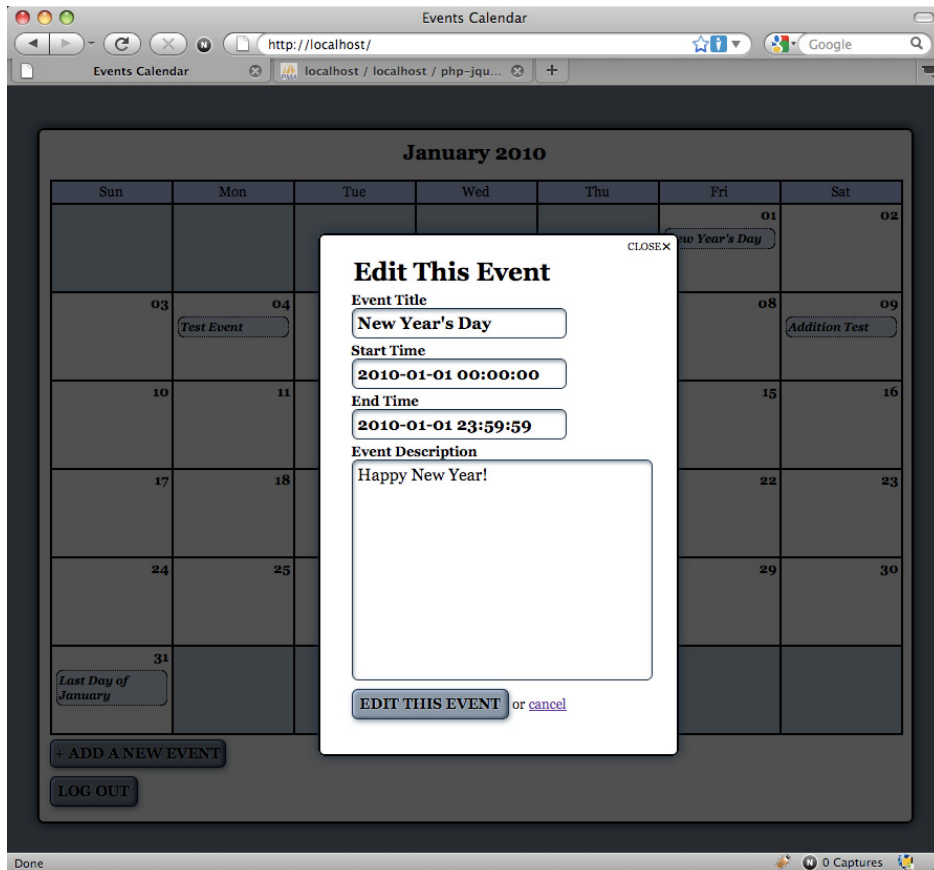 Events Calendar
http://localhost/
Google
Events Calendar
localhost / localhost / php-jqu...
January 2010
Sun Mon Tue Wed Thu Fri Sat
01 02
New Year's Day
03 04 08 09
Test Event
Addition Test
10 11 15 16
17 18 22 23
24 25 29 30
31
Last Day of
January
CLOSE×
Edit This Event
Event Title
New Year's Day
Start Time
2010-01-01 00:00:00
End Time
2010-01-01 23:59:59
Event Description
Happy New Year!
EDIT THIS EVENT or cancel
+ ADD A NEW EVENT
LOG OUT
Done
0 Captures